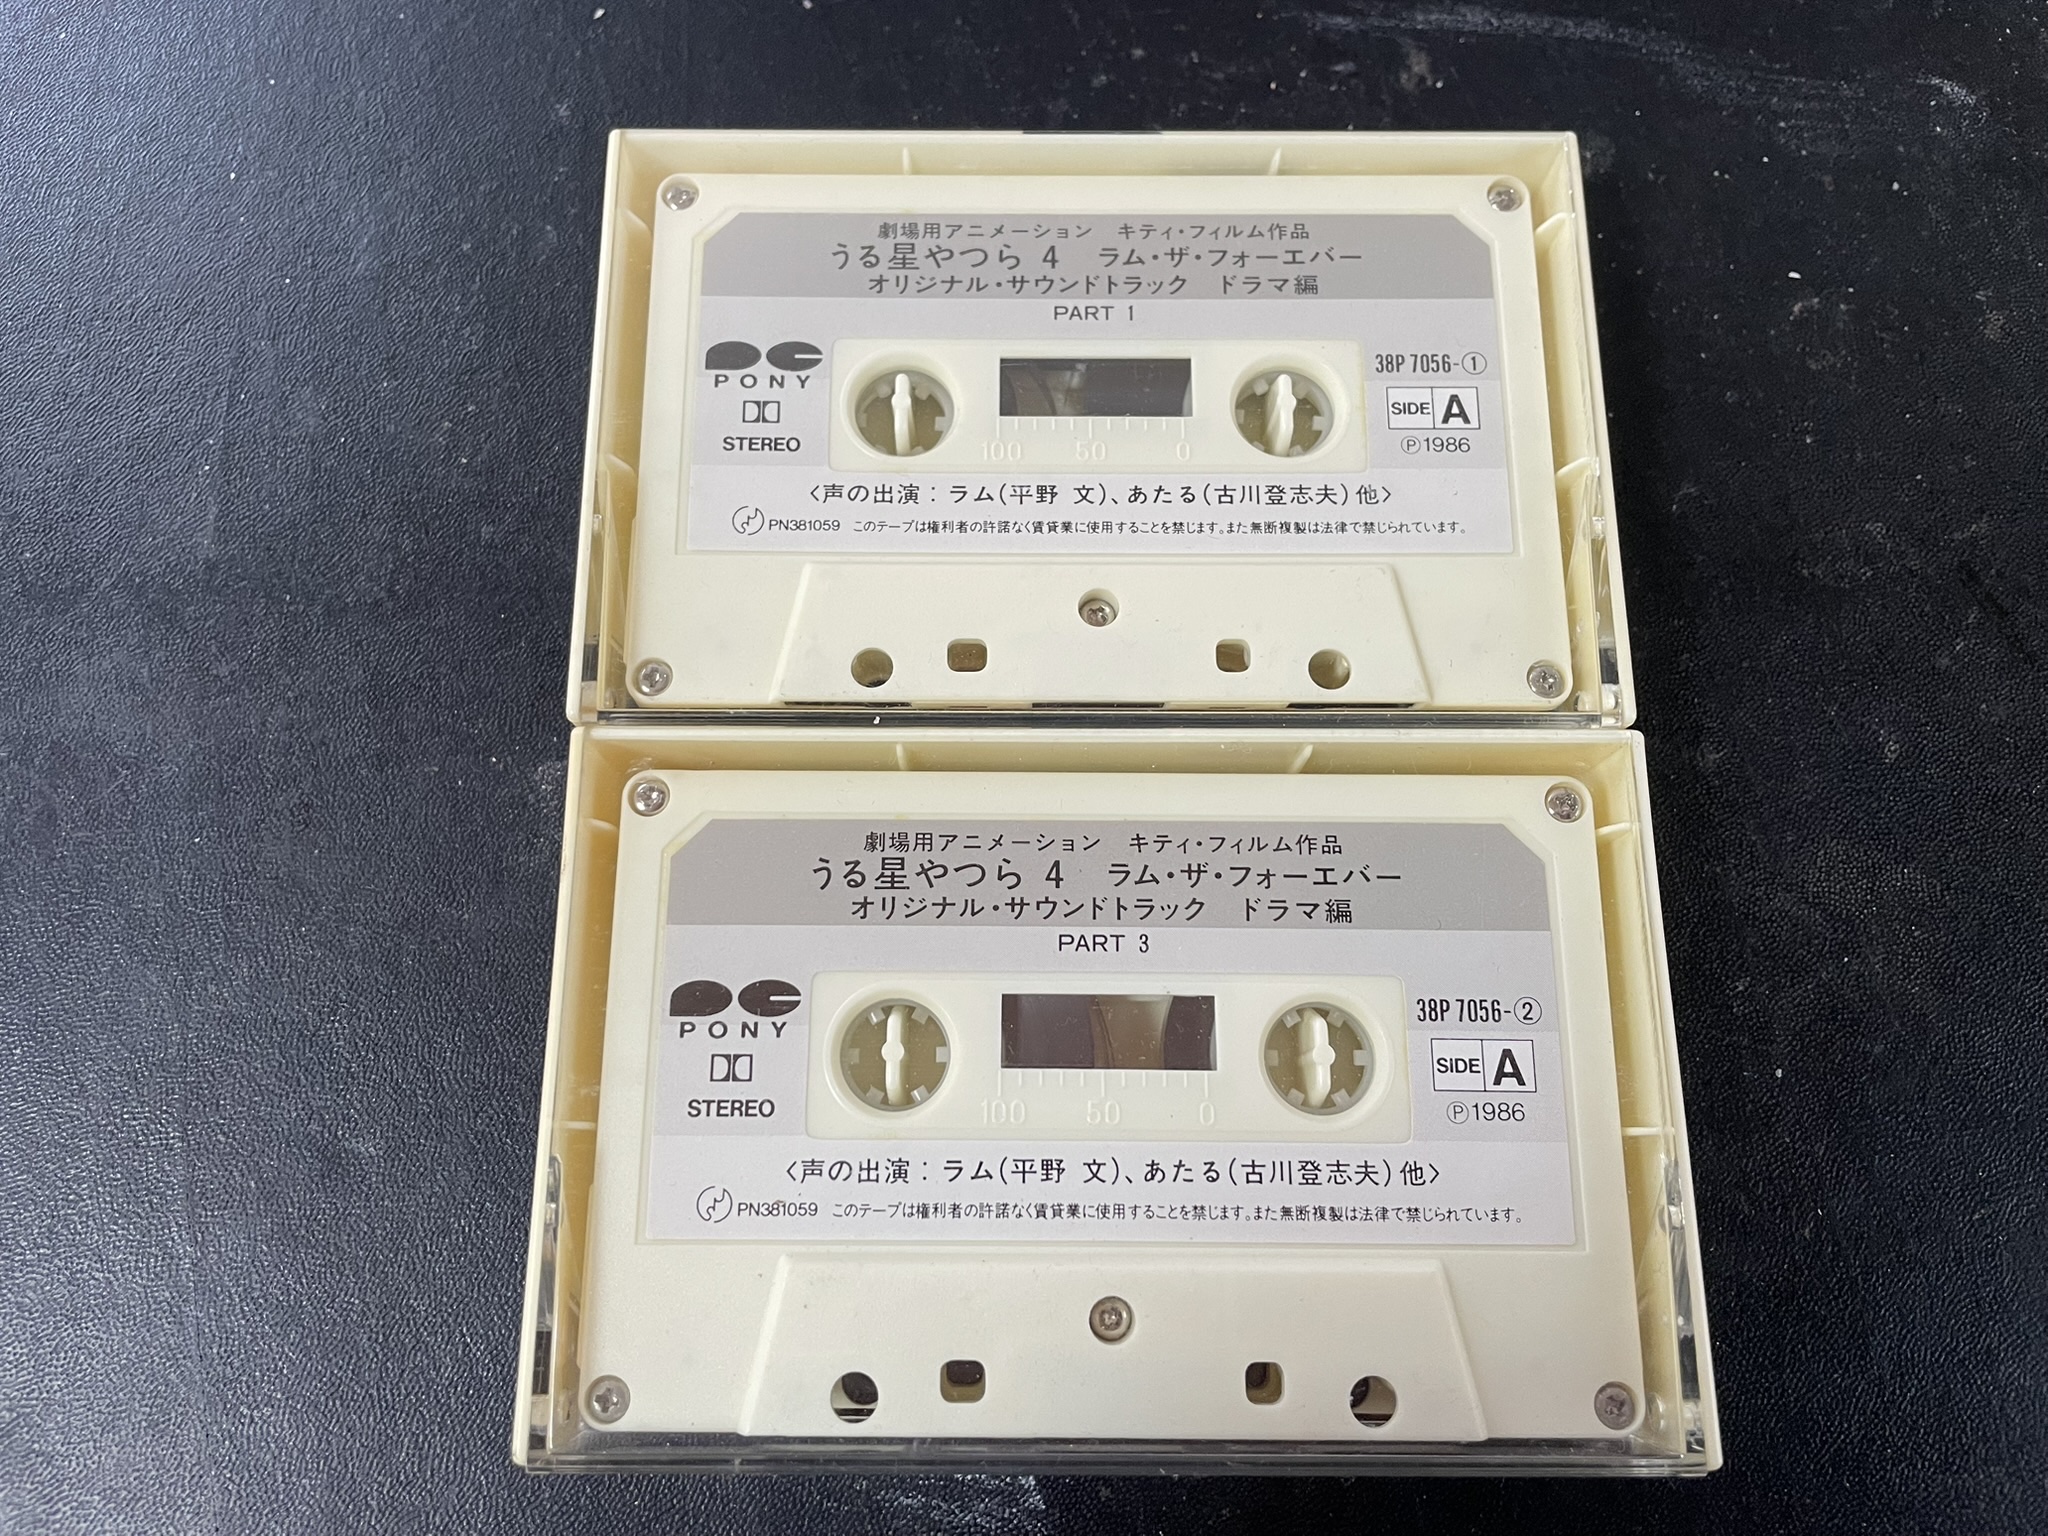 劇場用アニメーション　キティ・フィルム作品
うる星やつら 4　ラム・ザ・フォーエバー
オリジナル・サウンドトラック　ドラマ編
PART 1
PONY
STEREO
38P 7056-①
SIDE A
Ⓟ1986
100 50 0
〈声の出演：ラム(平野 文)、あたる(古川登志夫)他〉
PN381059 このテープは権利者の許諾なく賃貸業に使用することを禁じます。また無断複製は法律で禁じられています。
劇場用アニメーション　キティ・フィルム作品
うる星やつら 4　ラム・ザ・フォーエバー
オリジナル・サウンドトラック　ドラマ編
PART 3
PONY
STEREO
38P 7056-②
SIDE A
Ⓟ1986
100 50 0
〈声の出演：ラム(平野 文)、あたる(古川登志夫)他〉
PN381059 このテープは権利者の許諾なく賃貸業に使用することを禁じます。また無断複製は法律で禁じられています。